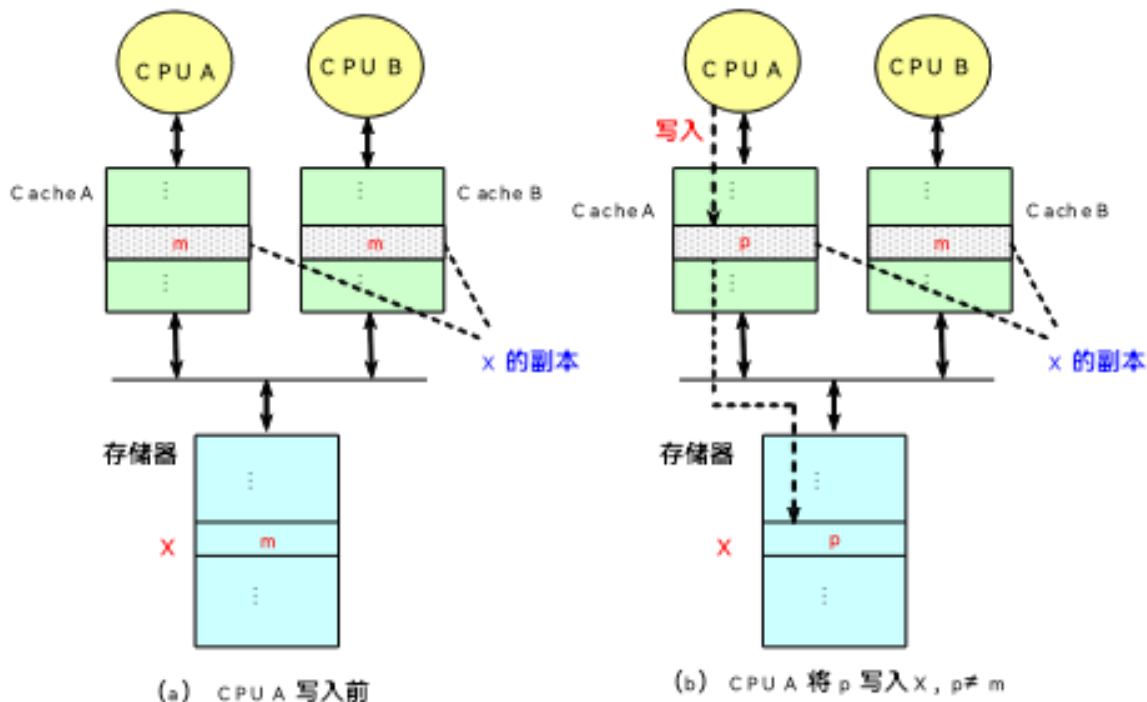 CPU A
CPU B
Cache A
m
m
Cache B
X 的副本
存储器
X
m
(a) CPU A 写入前
CPU A
CPU B
写入
Cache A
p
m
Cache B
X 的副本
存储器
X
p
(b) CPU A 将 p 写入 X, p≠ m